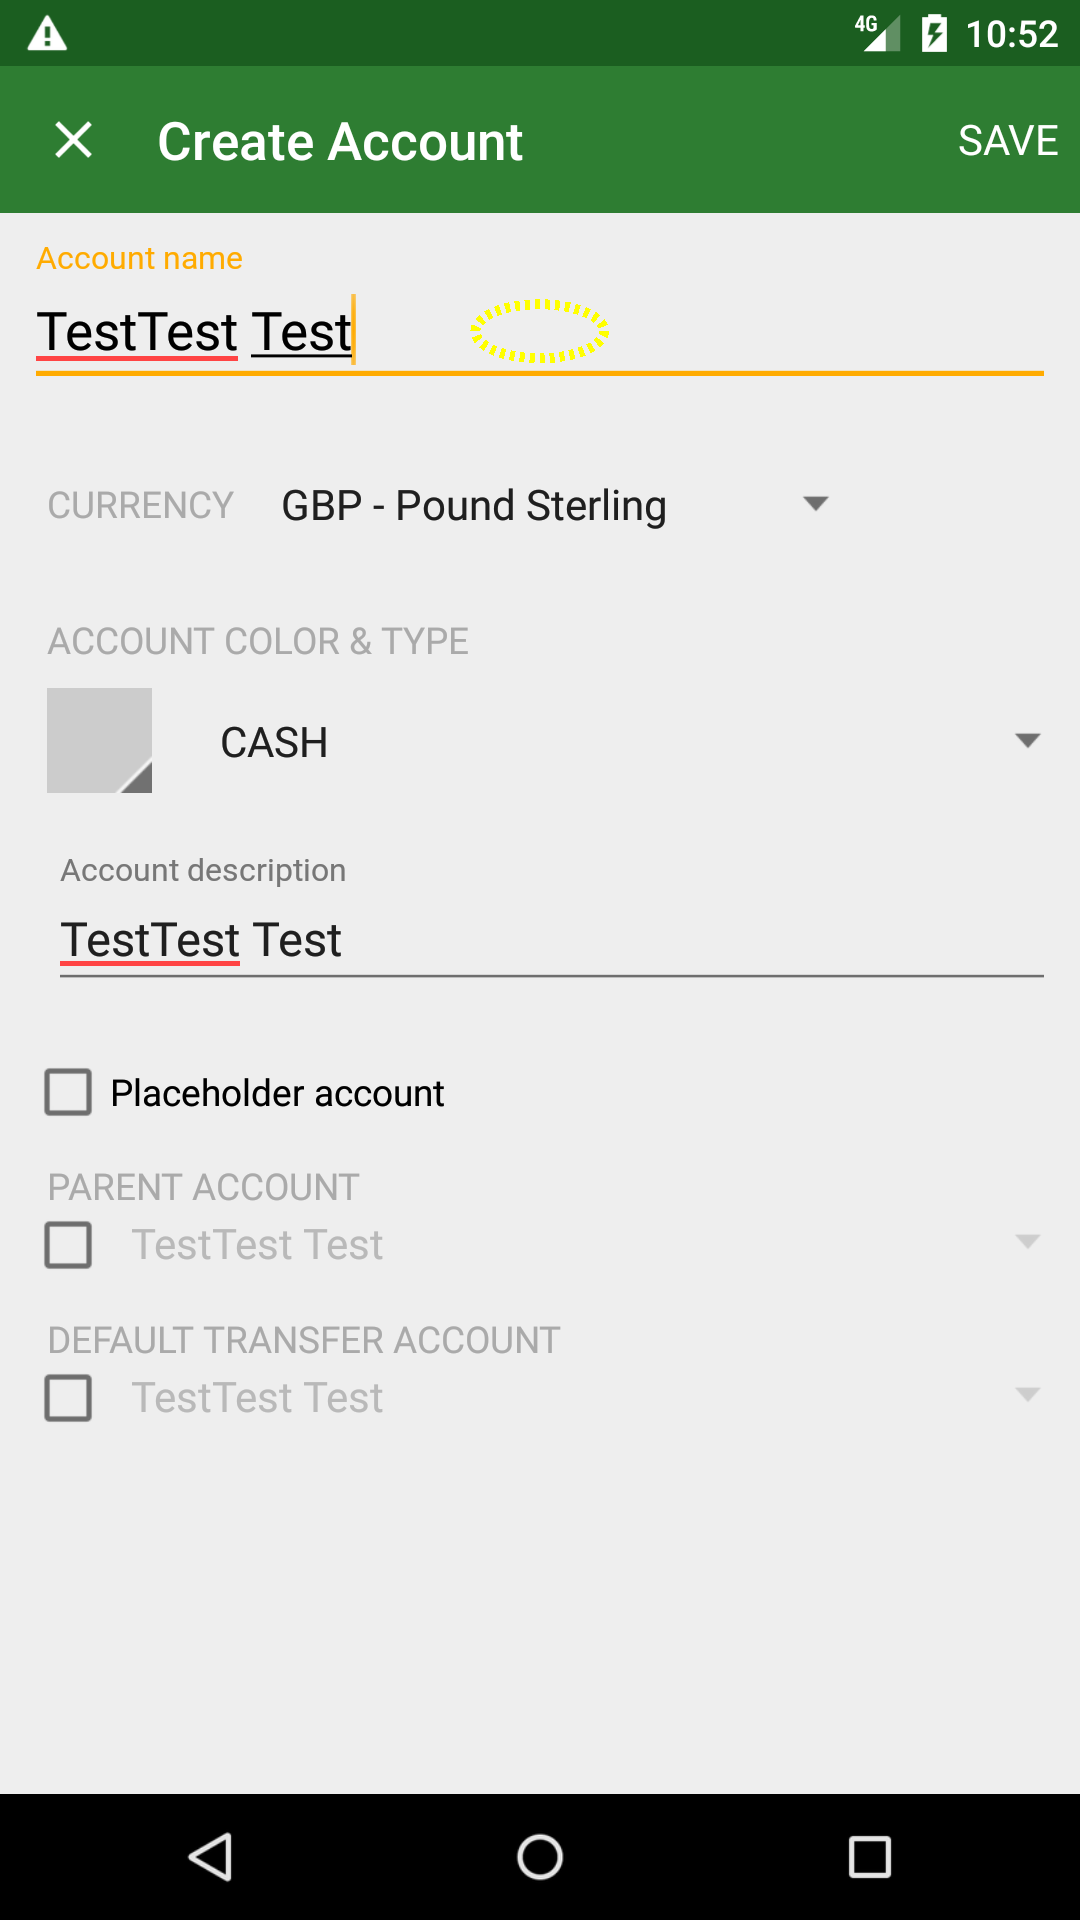 4G 10:52
Create Account SAVE
Account name
TestTest Test
CURRENCY GBP - Pound Sterling
ACCOUNT COLOR & TYPE
CASH
Account description
TestTest Test
Placeholder account
PARENT ACCOUNT
TestTest Test
DEFAULT TRANSFER ACCOUNT
TestTest Test